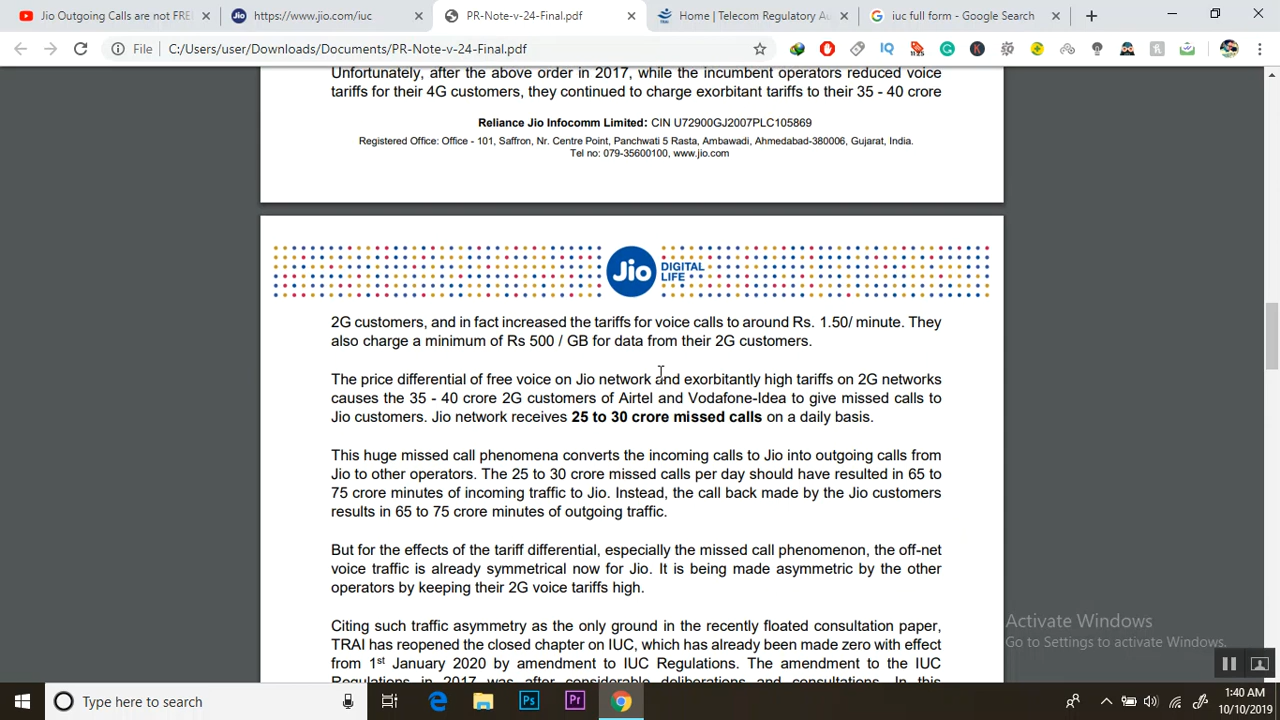 Jio Outgoing Calls are not FRE
https://www.jio.com/iuc
PR-Note-v-24-Final.pdf
Home | Telecom Regulatory Au
iuc full form - Google Search
File
C:/Users/user/Downloads/Documents/PR-Note-v-24-Final.pdf
Unfortunately, after the above order in 2017, while the incumbent operators reduced voice
tariffs for their 4G customers, they continued to charge exorbitant tariffs to their 35 - 40 crore
Reliance Jio Infocomm Limited: CIN U72900GJ2007PLC105869
Registered Office: Office - 101, Saffron, Nr. Centre Point, Panchwati 5 Rasta, Ambawadi, Ahmedabad-380006, Gujarat, India.
Tel no: 079-35600100, www.jio.com
Jio DIGITAL
LIFE
2G customers, and in fact increased the tariffs for voice calls to around Rs. 1.50/ minute. They
also charge a minimum of Rs 500 / GB for data from their 2G customers.
The price differential of free voice on Jio network and exorbitantly high tariffs on 2G networks
causes the 35 - 40 crore 2G customers of Airtel and Vodafone-Idea to give missed calls to
Jio customers. Jio network receives 25 to 30 crore missed calls on a daily basis.
This huge missed call phenomena converts the incoming calls to Jio into outgoing calls from
Jio to other operators. The 25 to 30 crore missed calls per day should have resulted in 65 to
75 crore minutes of incoming traffic to Jio. Instead, the call back made by the Jio customers
results in 65 to 75 crore minutes of outgoing traffic.
But for the effects of the tariff differential, especially the missed call phenomenon, the off-net
voice traffic is already symmetrical now for Jio. It is being made asymmetric by the other
operators by keeping their 2G voice tariffs high.
Citing such traffic asymmetry as the only ground in the recently floated consultation paper,
TRAI has reopened the closed chapter on IUC, which has already been made zero with effect
from 1st January 2020 by amendment to IUC Regulations. The amendment to the IUC
Regulations in 2017 was after considerable deliberations and consultations. In this
Activate Windows
Go to Settings to activate Windows.
Type here to search
1:40 AM
10/10/2019